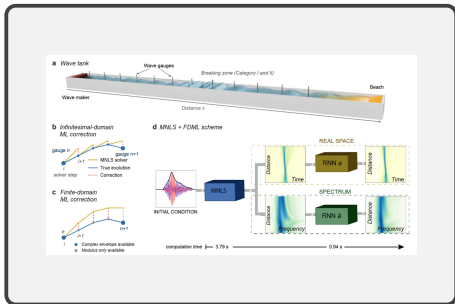 a Wave tank
Wave gauges
Breaking zone (Category I and II)
Beach
Wave maker
Distance x
b Infinitesimal-domain
ML correction
gauge n
gauge n+1
i
i+1
solver step
MNLS solver
True evolution
Correction
c Finite-domain
ML correction
n
n+1
i
i+1
Complex envelope available
Modulus only available
d MNLS + FDML scheme
REAL SPACE
Distance
Time
RNN a
Distance
Time
INITIAL CONDITION
MNLS
SPECTRUM
Distance
Frequency
RNN â
Distance
Frequency
computation time
3.79 s
0.94 s